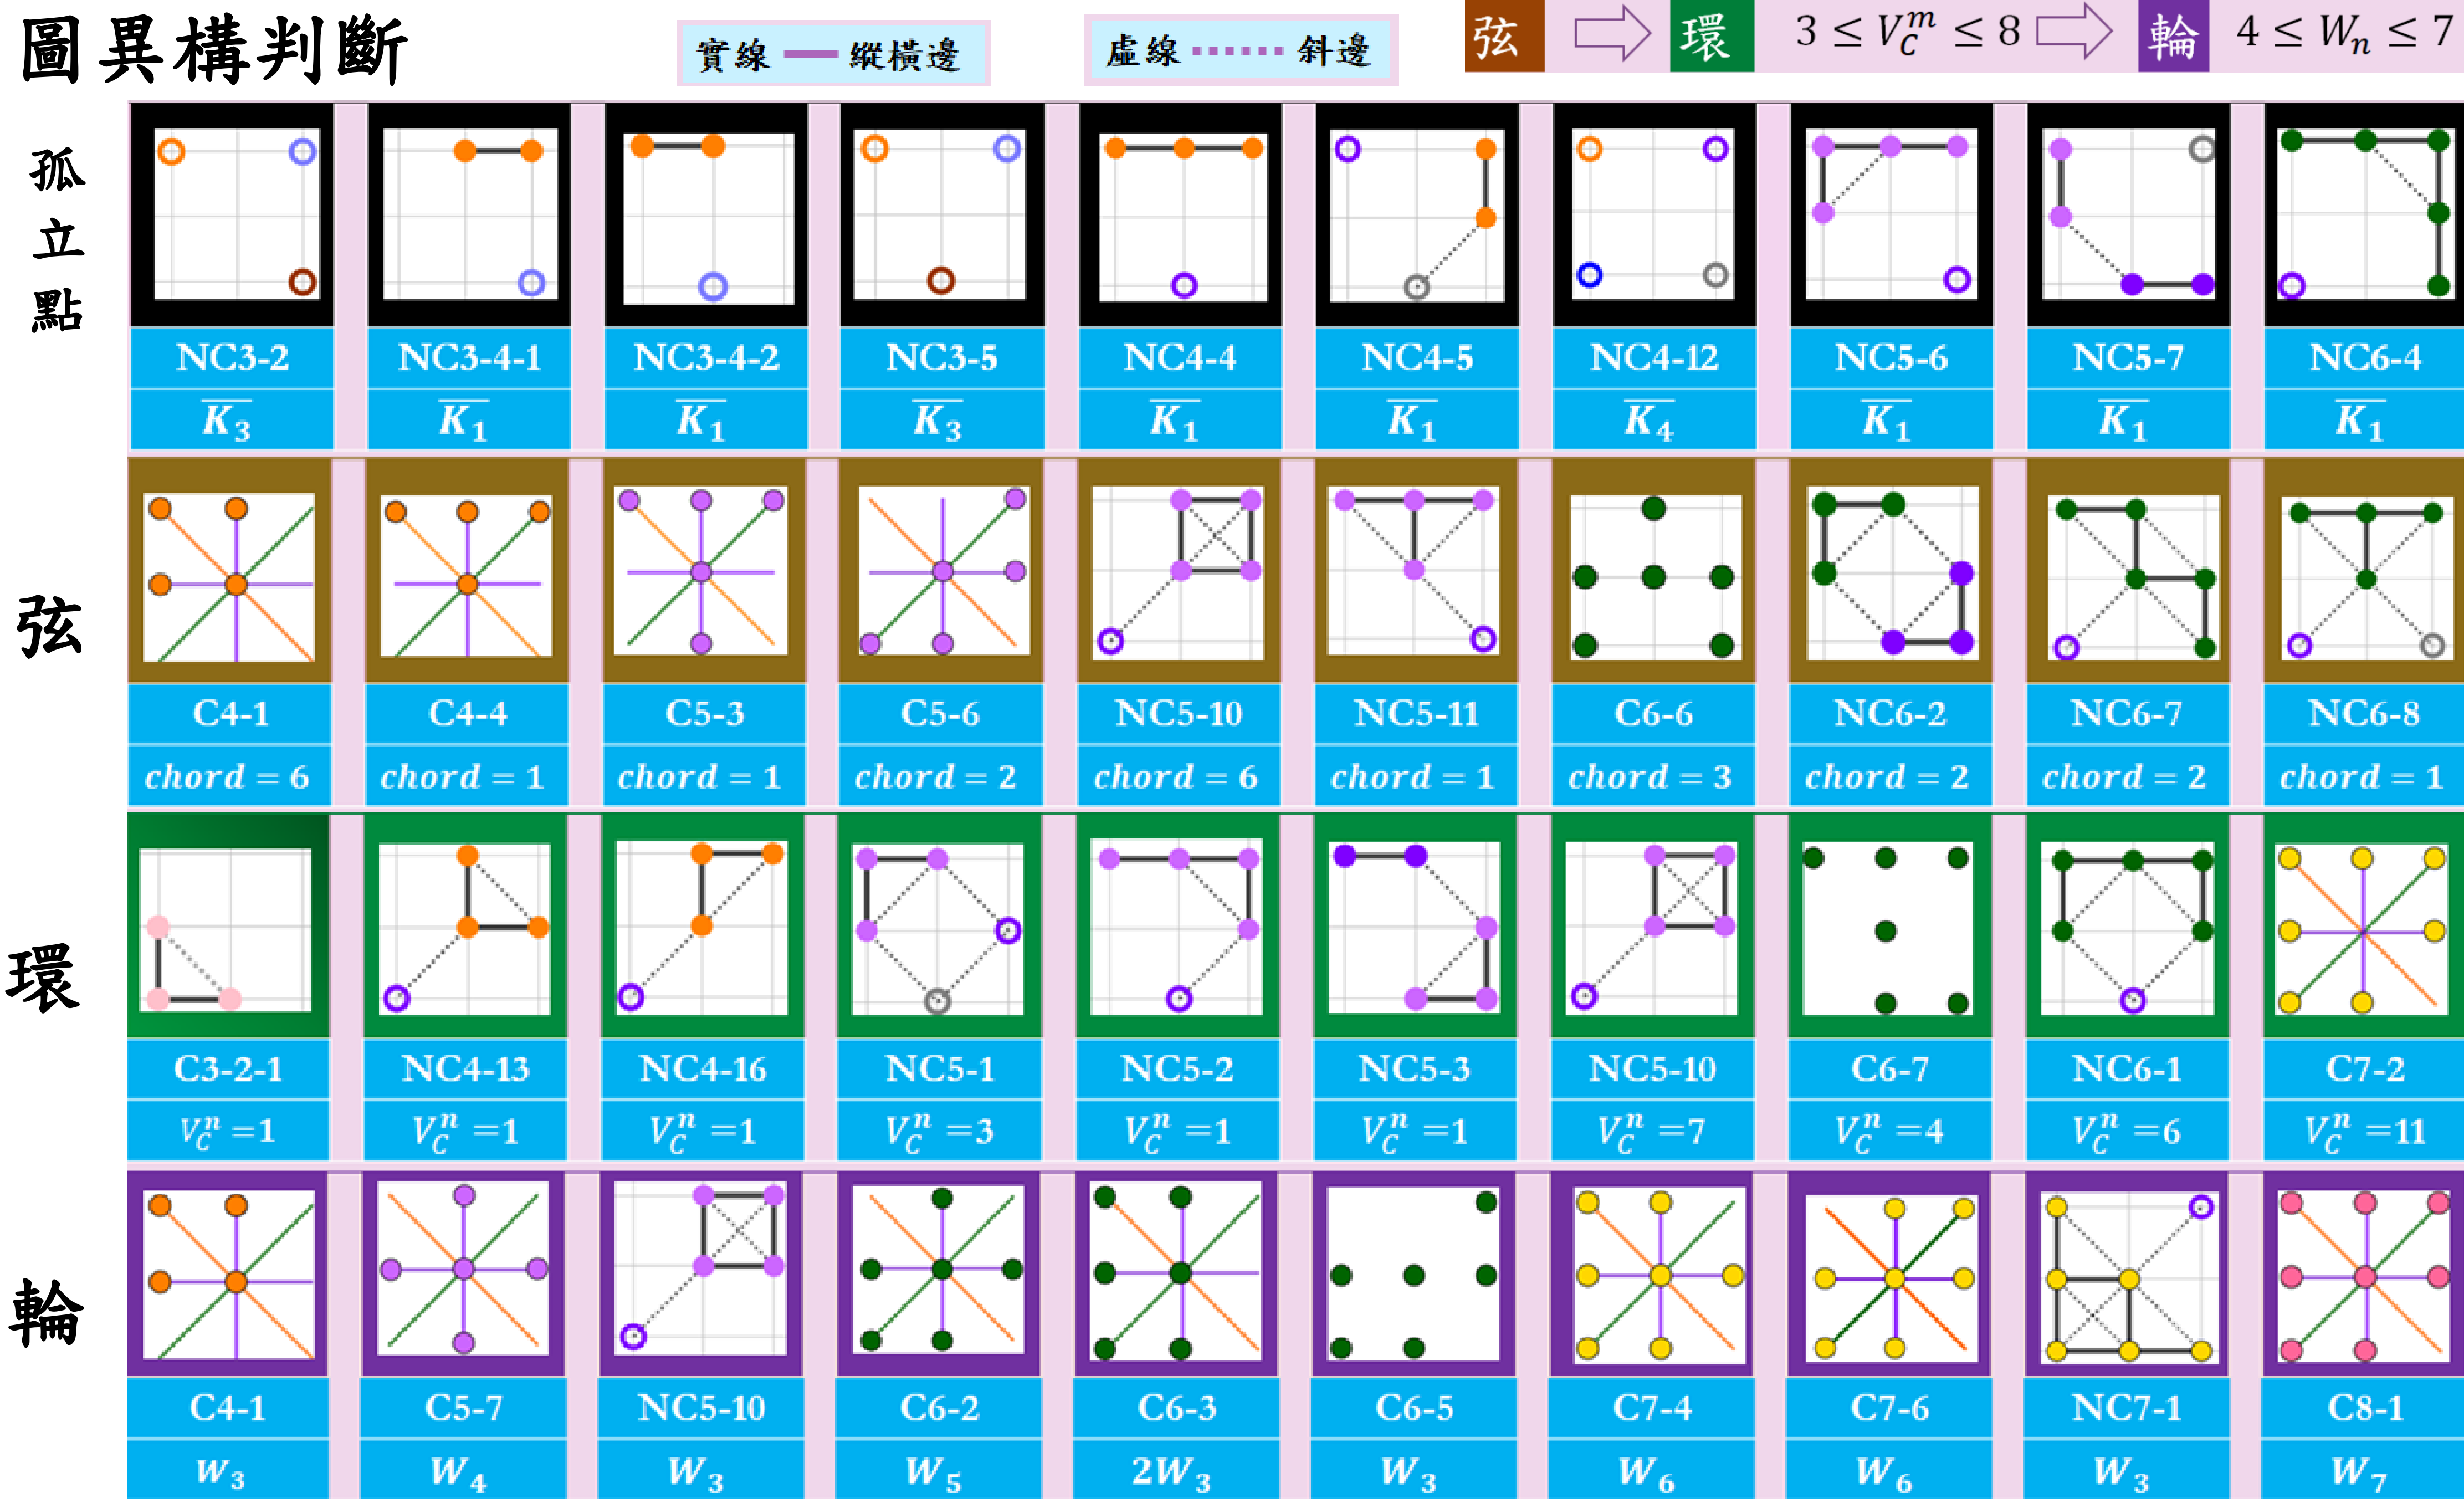 圖異構判斷
實線 縱橫邊
虛線 斜邊
弦 環 3 ≤ V_C^m ≤ 8 輪 4 ≤ W_n ≤ 7
孤立點
NC3-2 NC3-4-1 NC3-4-2 NC3-5 NC4-4 NC4-5 NC4-12 NC5-6 NC5-7 NC6-4
K̅₃ K̅₁ K̅₁ K̅₃ K̅₁ K̅₁ K̅₄ K̅₁ K̅₁ K̅₁
弦
C4-1 C4-4 C5-3 C5-6 NC5-10 NC5-11 C6-6 NC6-2 NC6-7 NC6-8
chord = 6 chord = 1 chord = 1 chord = 2 chord = 6 chord = 1 chord = 3 chord = 2 chord = 2 chord = 1
環
C3-2-1 NC4-13 NC4-16 NC5-1 NC5-2 NC5-3 NC5-10 C6-7 NC6-1 C7-2
V_C^n =1 V_C^n =1 V_C^n =1 V_C^n =3 V_C^n =1 V_C^n =1 V_C^n =7 V_C^n =4 V_C^n =6 V_C^n =11
輪
C4-1 C5-7 NC5-10 C6-2 C6-3 C6-5 C7-4 C7-6 NC7-1 C8-1
W₃ W₄ W₃ W₅ 2W₃ W₃ W₆ W₆ W₃ W₇